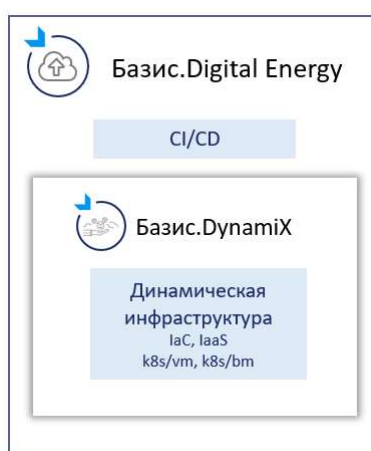 Базис.Digital Energy
CI/CD
Базис.DynamiX
Динамическая
инфраструктура
IaC, IaaS
k8s/vm, k8s/bm